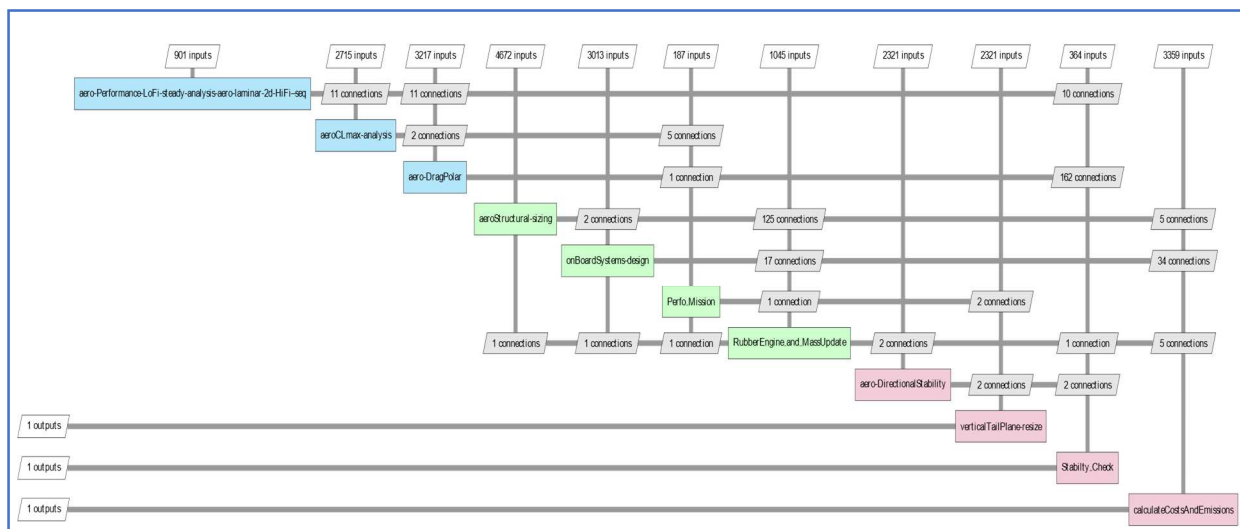 901 inputs
2715 inputs
3217 inputs
4672 inputs
3013 inputs
187 inputs
1045 inputs
2321 inputs
2321 inputs
364 inputs
3359 inputs
aero-Performance-LoFi-steady-analysis-aero-laminar-2d-HiFi-seq
11 connections
11 connections
10 connections
aeroCLmax-analysis
2 connections
5 connections
aero-DragPolar
1 connection
162 connections
aeroStructural-sizing
2 connections
125 connections
5 connections
onBoardSystems-design
17 connections
34 connections
Perfo.Mission
1 connection
2 connections
1 connections
1 connections
1 connection
RubberEngine.and.MassUpdate
2 connections
1 connection
5 connections
aero-DirectionalStability
2 connections
2 connections
1 outputs
verticalTailPlane-resize
1 outputs
Stabilty_Check
1 outputs
calculateCostsAndEmissions